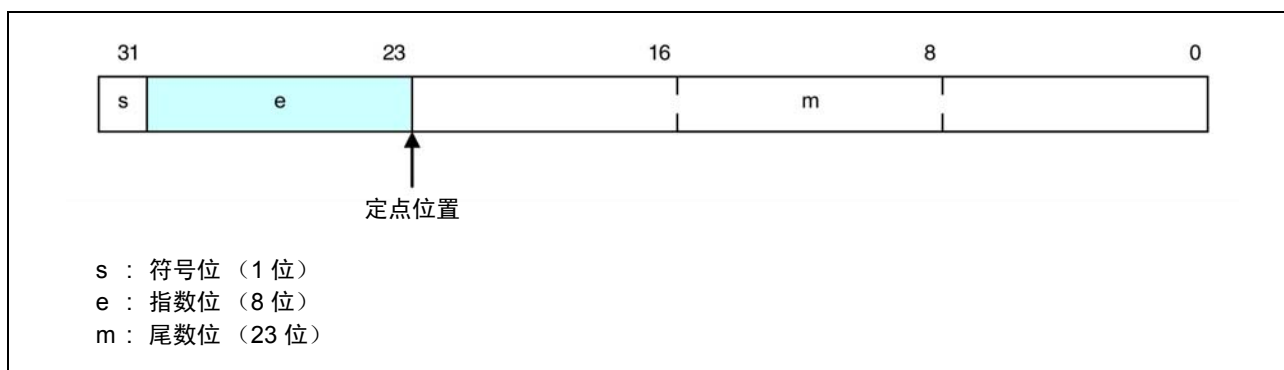 31 23 16 8 0
s e m
定点位置
s : 符号位 （1 位）
e : 指数位 （8 位）
m : 尾数位 （23 位）